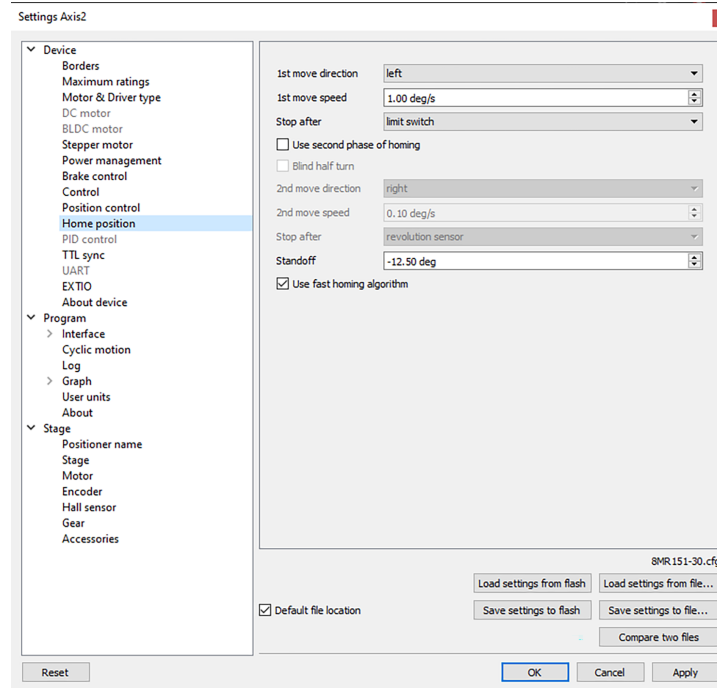 Settings Axis2
Device
Borders
Maximum ratings
Motor & Driver type
DC motor
BLDC motor
Stepper motor
Power management
Brake control
Control
Position control
Home position
PID control
TTL sync
UART
EXTIO
About device
Program
Interface
Cyclic motion
Log
Graph
User units
About
Stage
Positioner name
Stage
Motor
Encoder
Hall sensor
Gear
Accessories
1st move direction left
1st move speed 1.00 deg/s
Stop after limit switch
Use second phase of homing
Blind half turn
2nd move direction right
2nd move speed 0.10 deg/s
Stop after revolution sensor
Standoff -12.50 deg
Use fast homing algorithm
8MR151-30.cfg
Load settings from flash Load settings from file...
Default file location Save settings to flash Save settings to file...
Compare two files
Reset OK Cancel Apply